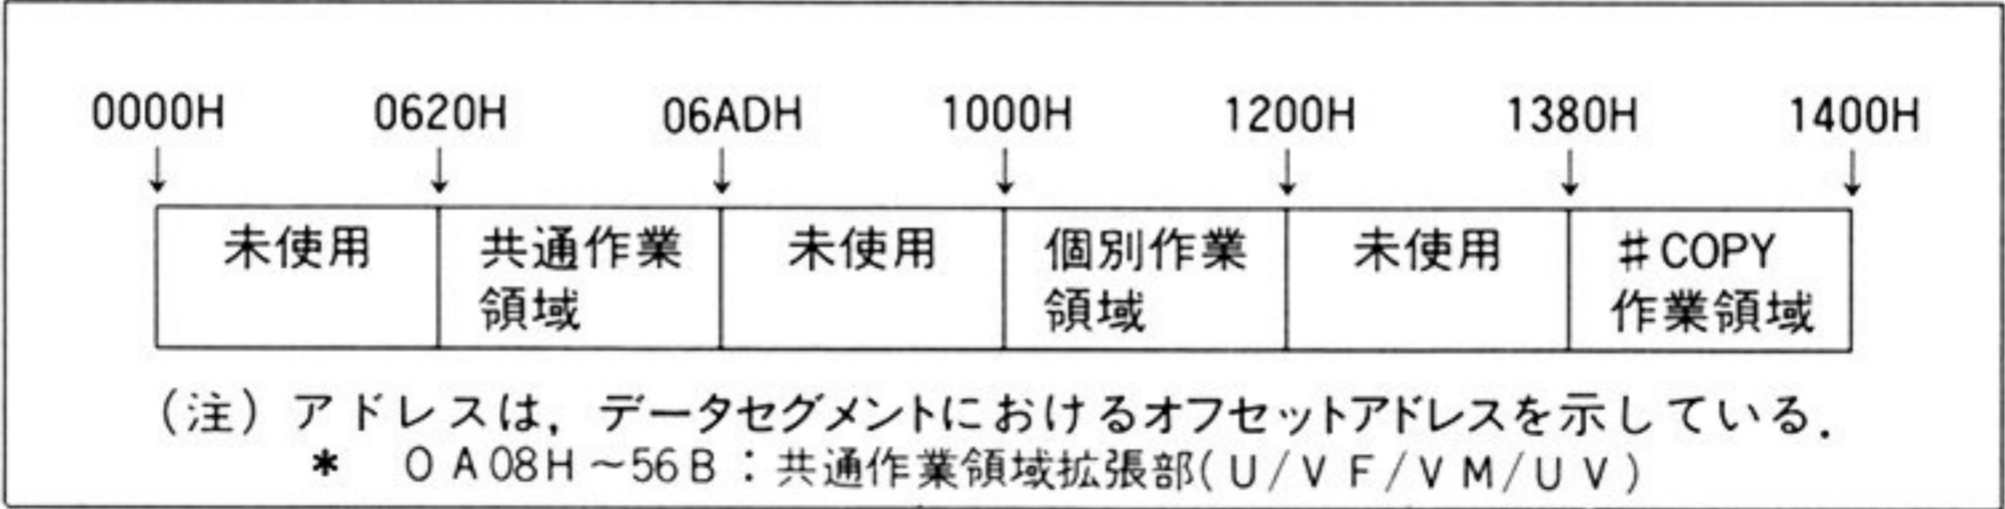 0000H 0620H 06ADH 1000H 1200H 1380H 1400H
未使用 共通作業 未使用 個別作業 未使用 #COPY
領域 領域 作業領域
(注) アドレスは,データセグメントにおけるオフセットアドレスを示している.
* 0A08H~56B:共通作業領域拡張部(U/VF/VM/UV)